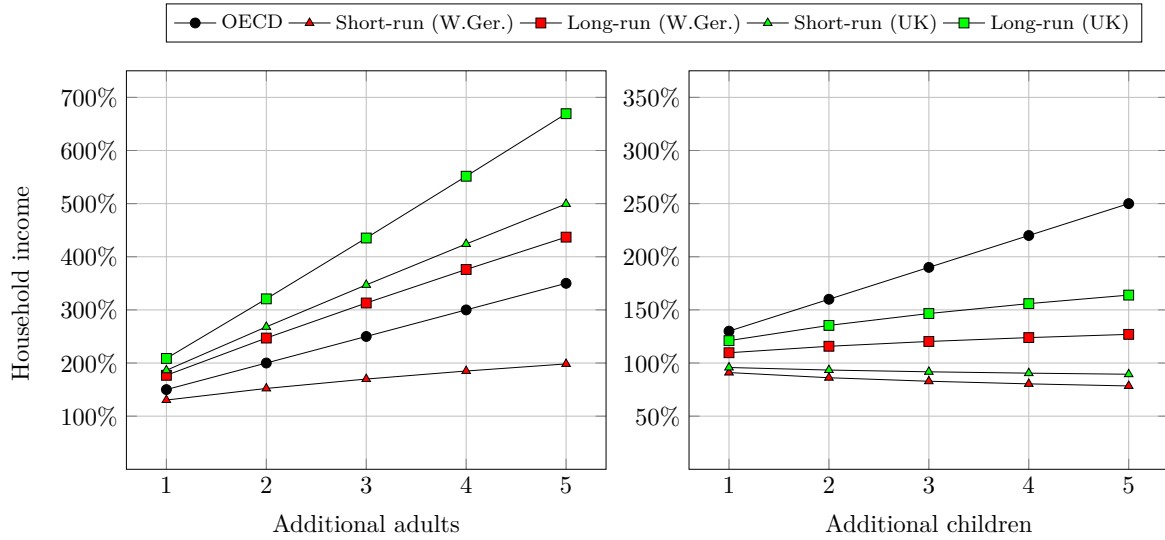 OECD Short-run (W.Ger.) Long-run (W.Ger.) Short-run (UK) Long-run (UK)
Household income
700%
600%
500%
400%
300%
200%
100%
1 2 3 4 5
Additional adults
350%
300%
250%
200%
150%
100%
50%
1 2 3 4 5
Additional children